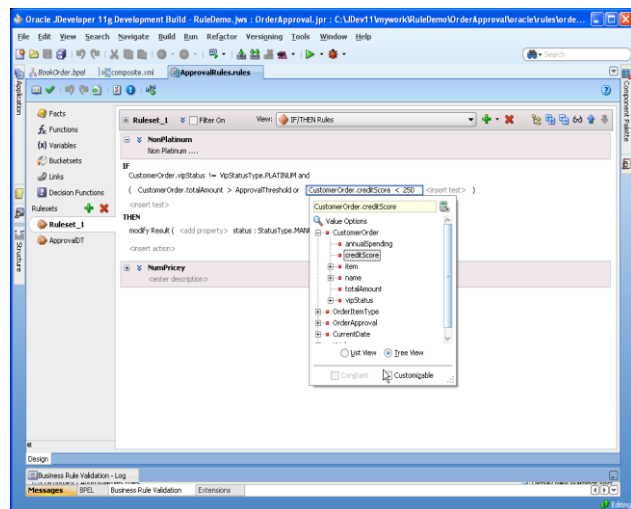 Oracle JDeveloper 11g Development Build - RuleDemo.jws : OrderApproval.jpr : C:\JDev11\mywork\RuleDemo\OrderApproval\oracle\rules\orde...
File Edit View Search Navigate Build Run Refactor Versioning Tools Window Help
Search
BookOrder.bpel composite.xml ApprovalRules.rules
Application
Component Palette
Structure
Facts
Functions
(x) Variables
Bucketsets
Links
Decision Functions
Rulesets
Ruleset_1
ApprovalDT
Ruleset_1 Filter On View: IF/THEN Rules
NonPlatinum
Non Platinum ....
IF
CustomerOrder.vipStatus != VipStatusType.PLATINUM and
( CustomerOrder.totalAmount > ApprovalThreshold or CustomerOrder.creditScore < 250 <insert test> )
<insert test>
THEN
modify Result ( <add property> status : StatusType.MAN
<insert action>
NumPricey
<enter description>
CustomerOrder.creditScore
Value Options
CustomerOrder
annualSpending
creditScore
item
name
totalAmount
vipStatus
OrderItemType
OrderApproval
CurrentDate
List View Tree View
Constant Customizable
«
Design
Business Rule Validation - Log
Messages BPEL Business Rule Validation Extensions
Editing